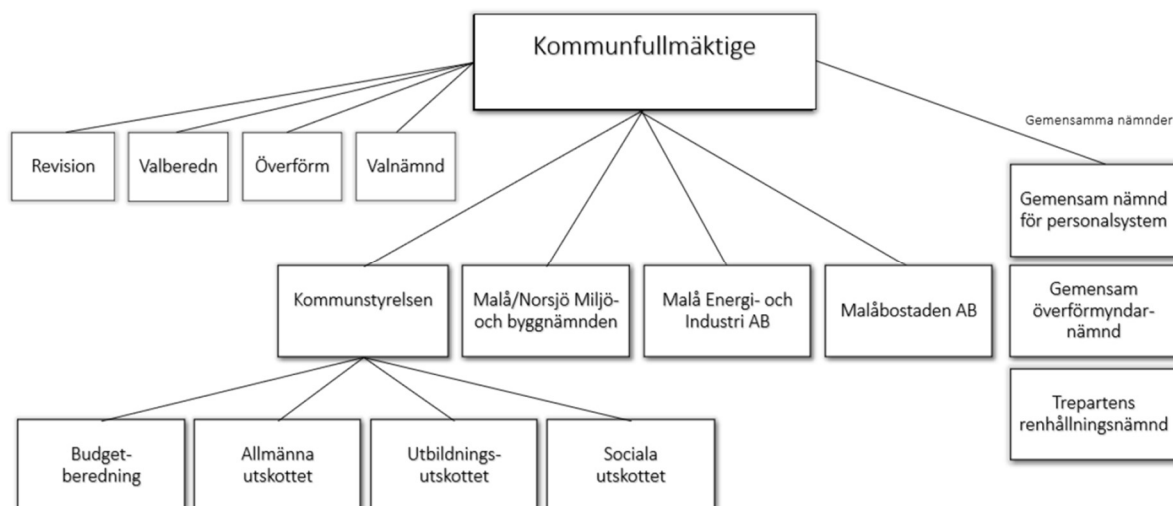 Kommunfullmäktige
Gemensamma nämnder
Revision
Valberedn
Överförm
Valnämnd
Gemensam nämnd
för personalsystem
Kommunstyrelsen
Malå/Norsjö Miljö-
och byggnämnden
Malå Energi- och
Industri AB
Malåbostaden AB
Gemensam
överförmyndar-
nämnd
Trepartens
renhållningsnämnd
Budget-
beredning
Allmänna
utskottet
Utbildnings-
utskottet
Sociala
utskottet